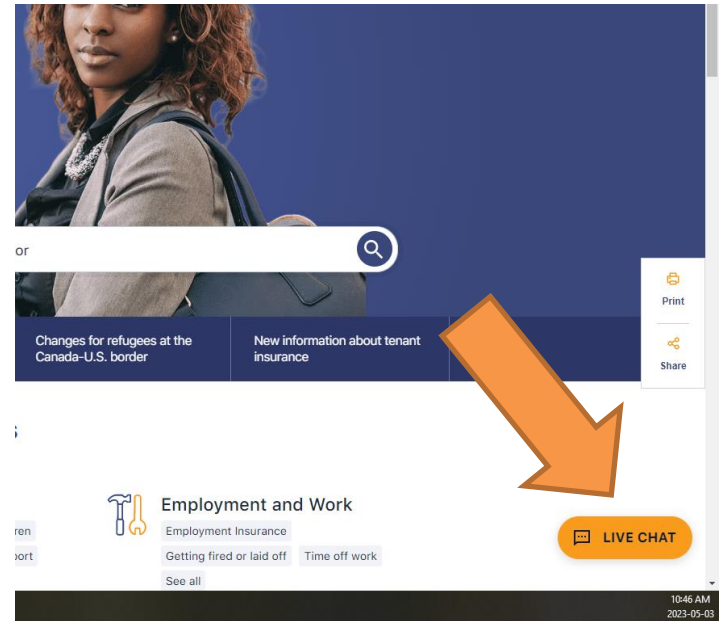 or
Print
Share
Changes for refugees at the
Canada-U.S. border
New information about tenant
insurance
s
Employment and Work
ren
Employment Insurance
port
Getting fired or laid off
Time off work
See all
LIVE CHAT
10:46 AM
2023-05-03